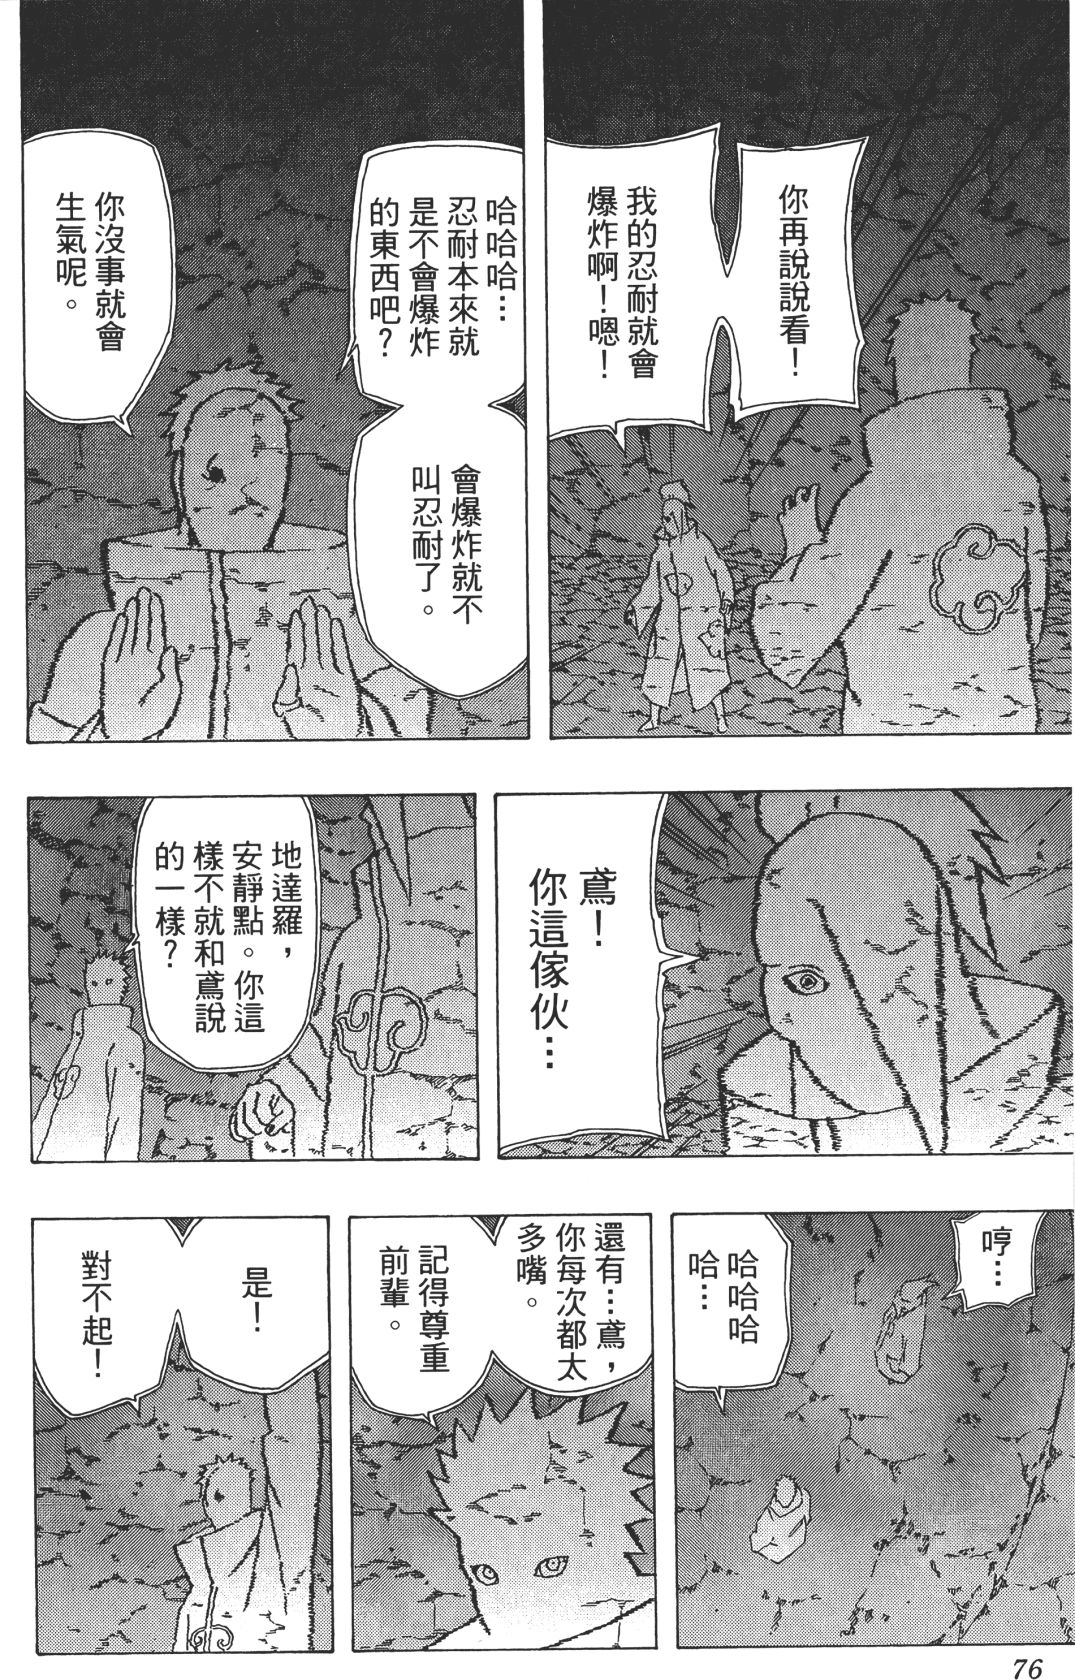 你再說說看！
我的忍耐就會
爆炸啊！嗯！
哈哈哈…
忍耐本來就
是不會爆炸
的東西吧？
會爆炸就不
叫忍耐了。
你沒事就會
生氣呢。
鳶！
你這傢伙…
地達羅，
安靜點。你這
樣不就和鳶說
的一樣？
哼…
哈哈哈
哈…
還有…鳶，
你每次都太
多嘴。
記得尊重
前輩。
是！
對不起！
76